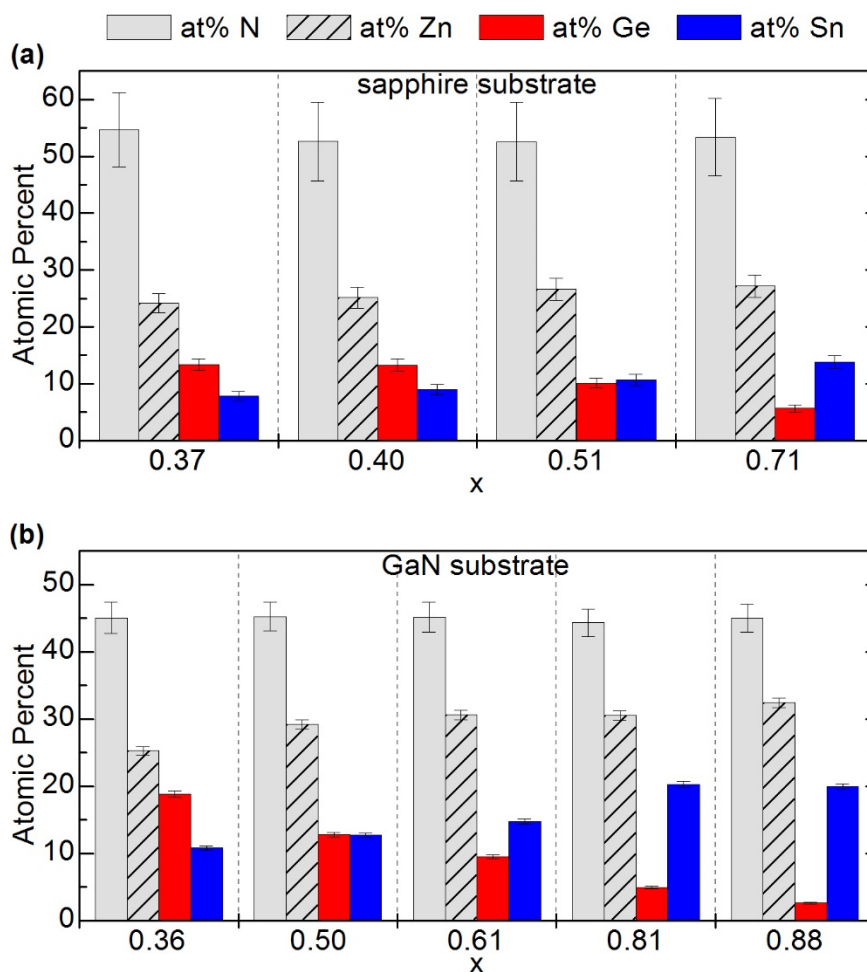 at% N at% Zn at% Ge at% Sn
(a)
sapphire substrate
Atomic Percent
60
50
40
30
20
10
0
0.37 0.40 0.51 0.71
x
(b)
GaN substrate
Atomic Percent
50
40
30
20
10
0
0.36 0.50 0.61 0.81 0.88
x